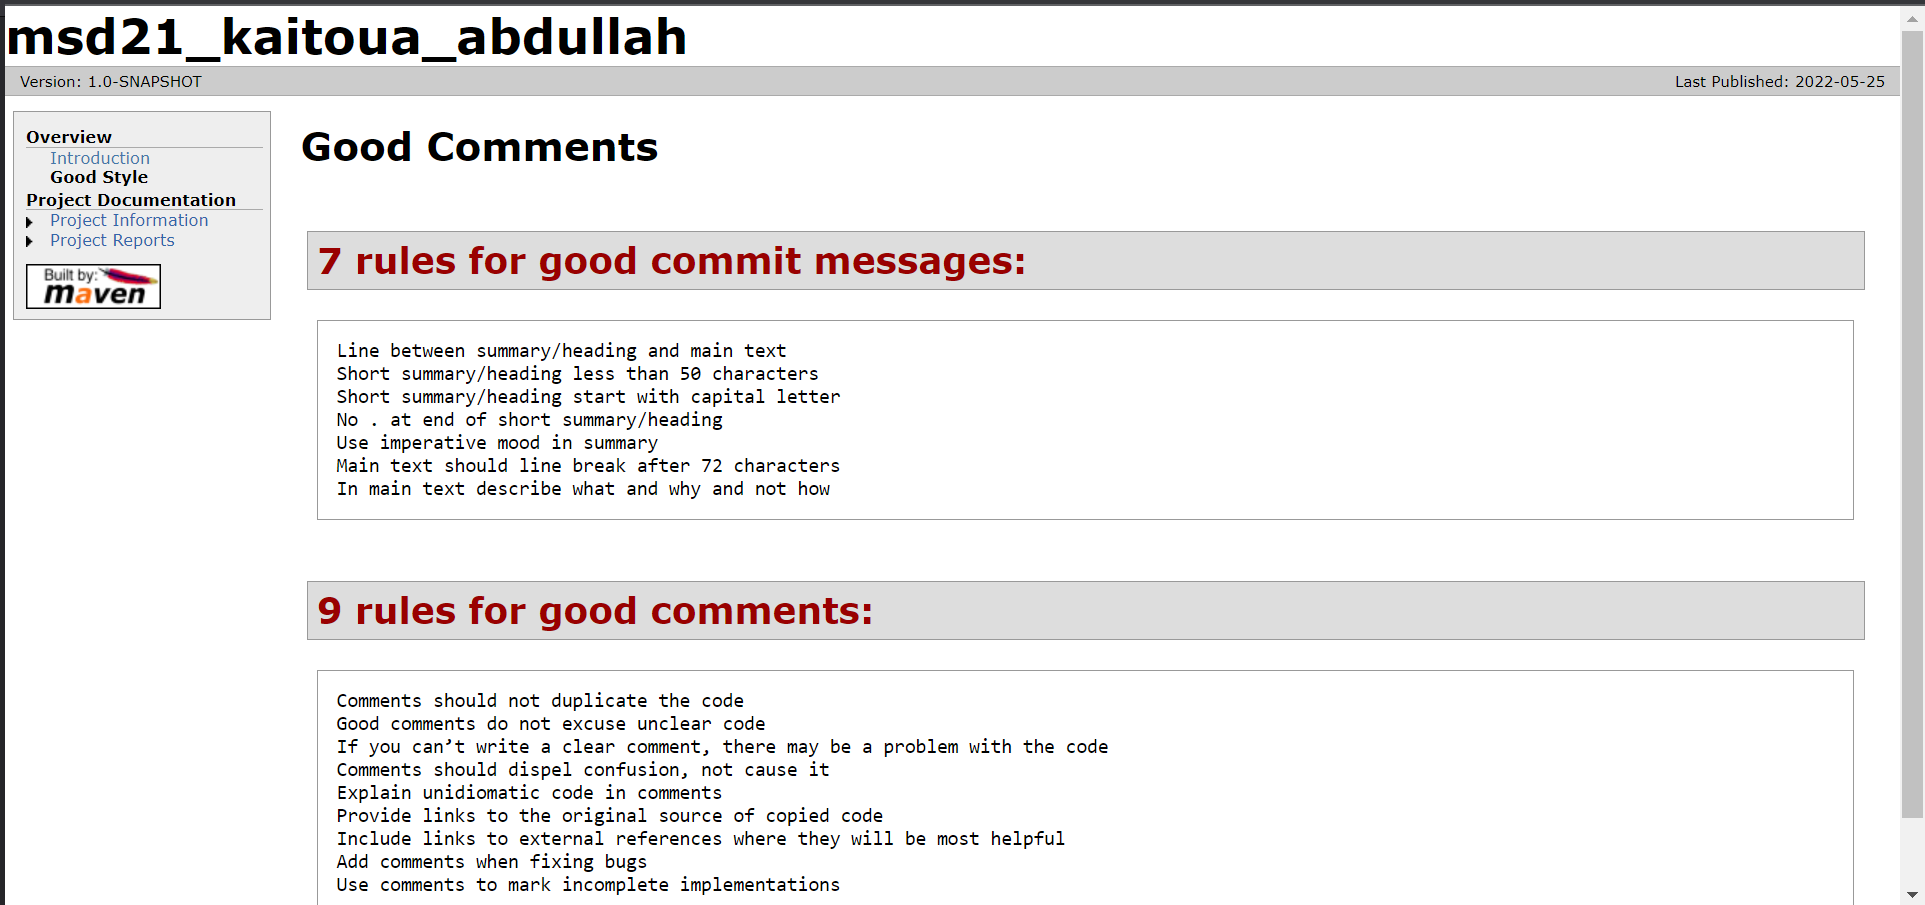 msd21_kaitoua_abdullah
Version: 1.0-SNAPSHOT
Last Published: 2022-05-25
Overview
Introduction
Good Style
Project Documentation
Project Information
Project Reports
Built by:
maven
Good Comments
7 rules for good commit messages:
Line between summary/heading and main text
Short summary/heading less than 50 characters
Short summary/heading start with capital letter
No . at end of short summary/heading
Use imperative mood in summary
Main text should line break after 72 characters
In main text describe what and why and not how
9 rules for good comments:
Comments should not duplicate the code
Good comments do not excuse unclear code
If you can’t write a clear comment, there may be a problem with the code
Comments should dispel confusion, not cause it
Explain unidiomatic code in comments
Provide links to the original source of copied code
Include links to external references where they will be most helpful
Add comments when fixing bugs
Use comments to mark incomplete implementations